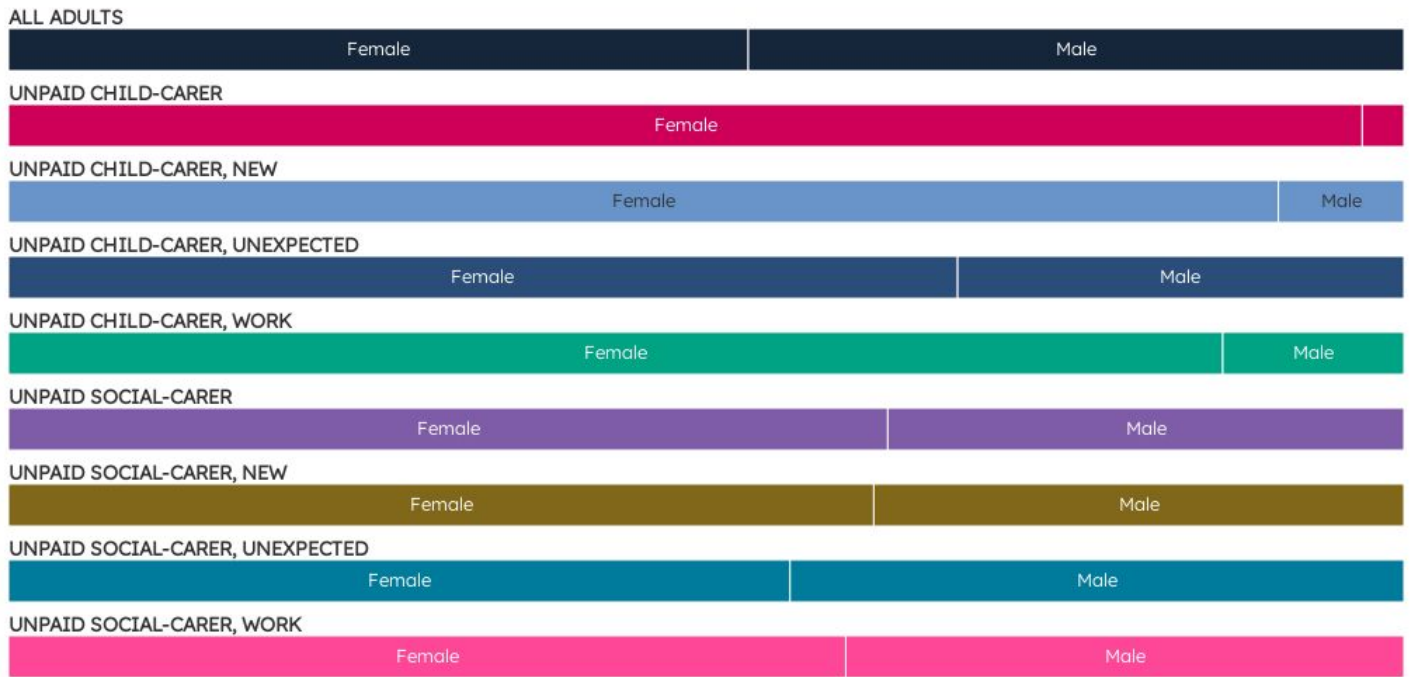 ALL ADULTS
Female Male
UNPAID CHILD-CARER
Female
UNPAID CHILD-CARER, NEW
Female Male
UNPAID CHILD-CARER, UNEXPECTED
Female Male
UNPAID CHILD-CARER, WORK
Female Male
UNPAID SOCIAL-CARER
Female Male
UNPAID SOCIAL-CARER, NEW
Female Male
UNPAID SOCIAL-CARER, UNEXPECTED
Female Male
UNPAID SOCIAL-CARER, WORK
Female Male